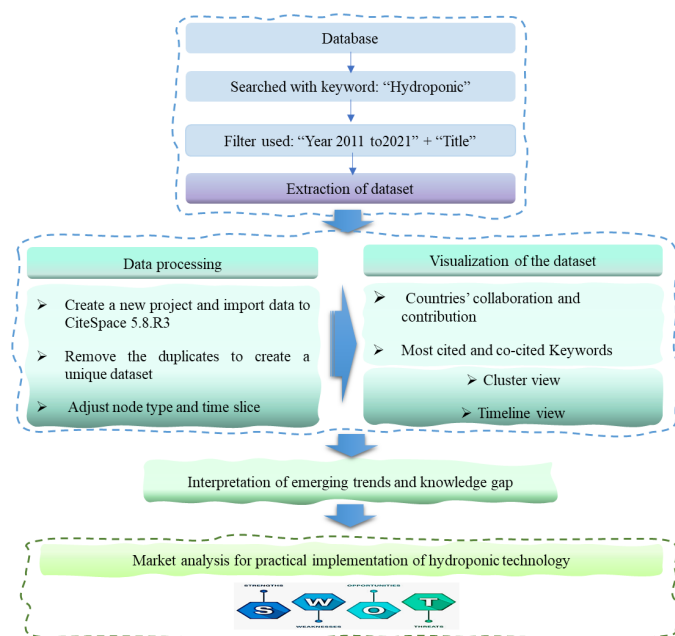 Database
Searched with keyword: “Hydroponic”
Filter used: “Year 2011 to2021” + “Title”
Extraction of dataset
Data processing
➢ Create a new project and import data to
CiteSpace 5.8.R3
➢ Remove the duplicates to create a
unique dataset
➢ Adjust node type and time slice
Visualization of the dataset
➢ Countries’ collaboration and
contribution
➢ Most cited and co-cited Keywords
➢ Cluster view
➢ Timeline view
Interpretation of emerging trends and knowledge gap
Market analysis for practical implementation of hydroponic technology
STRENGTHS
OPPORTUNITIES
S W O T
WEAKNESSES
THREATS